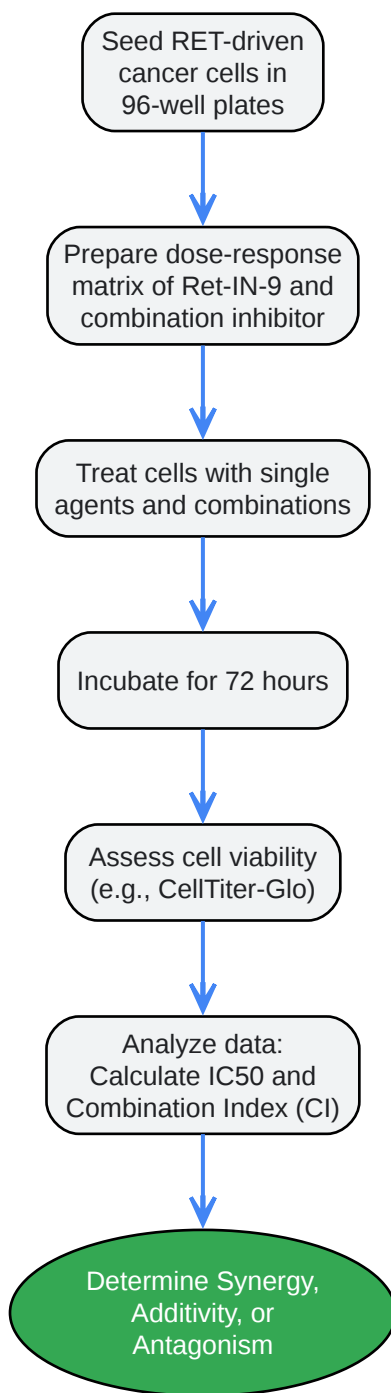 Seed RET-driven
cancer cells in
96-well plates
Prepare dose-response
matrix of Ret-IN-9 and
combination inhibitor
Treat cells with single
agents and combinations
Incubate for 72 hours
Assess cell viability
(e.g., CellTiter-Glo)
Analyze data:
Calculate IC50 and
Combination Index (CI)
Determine Synergy,
Additivity, or
Antagonism